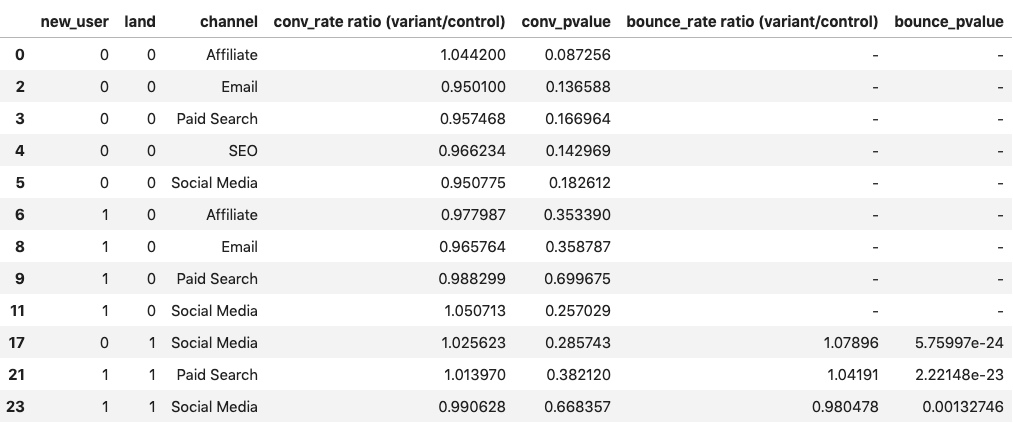 new_user land channel conv_rate ratio (variant/control) conv_pvalue bounce_rate ratio (variant/control) bounce_pvalue
0 0 0 Affiliate 1.044200 0.087256 - -
2 0 0 Email 0.950100 0.136588 - -
3 0 0 Paid Search 0.957468 0.166964 - -
4 0 0 SEO 0.966234 0.142969 - -
5 0 0 Social Media 0.950775 0.182612 - -
6 1 0 Affiliate 0.977987 0.353390 - -
8 1 0 Email 0.965764 0.358787 - -
9 1 0 Paid Search 0.988299 0.699675 - -
11 1 0 Social Media 1.050713 0.257029 - -
17 0 1 Social Media 1.025623 0.285743 1.07896 5.75997e-24
21 1 1 Paid Search 1.013970 0.382120 1.04191 2.22148e-23
23 1 1 Social Media 0.990628 0.668357 0.980478 0.00132746